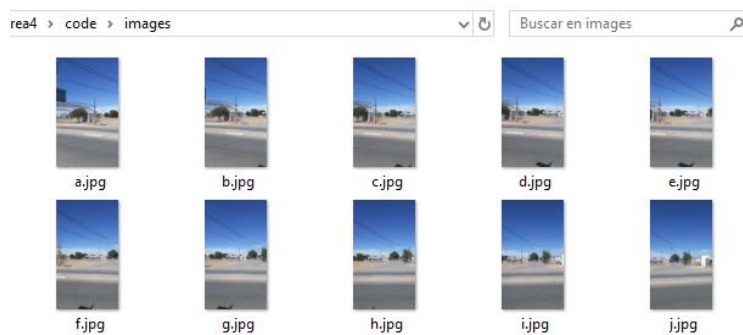 rea4 > code > images
Buscar en images
a.jpg
b.jpg
c.jpg
d.jpg
e.jpg
f.jpg
g.jpg
h.jpg
i.jpg
j.jpg